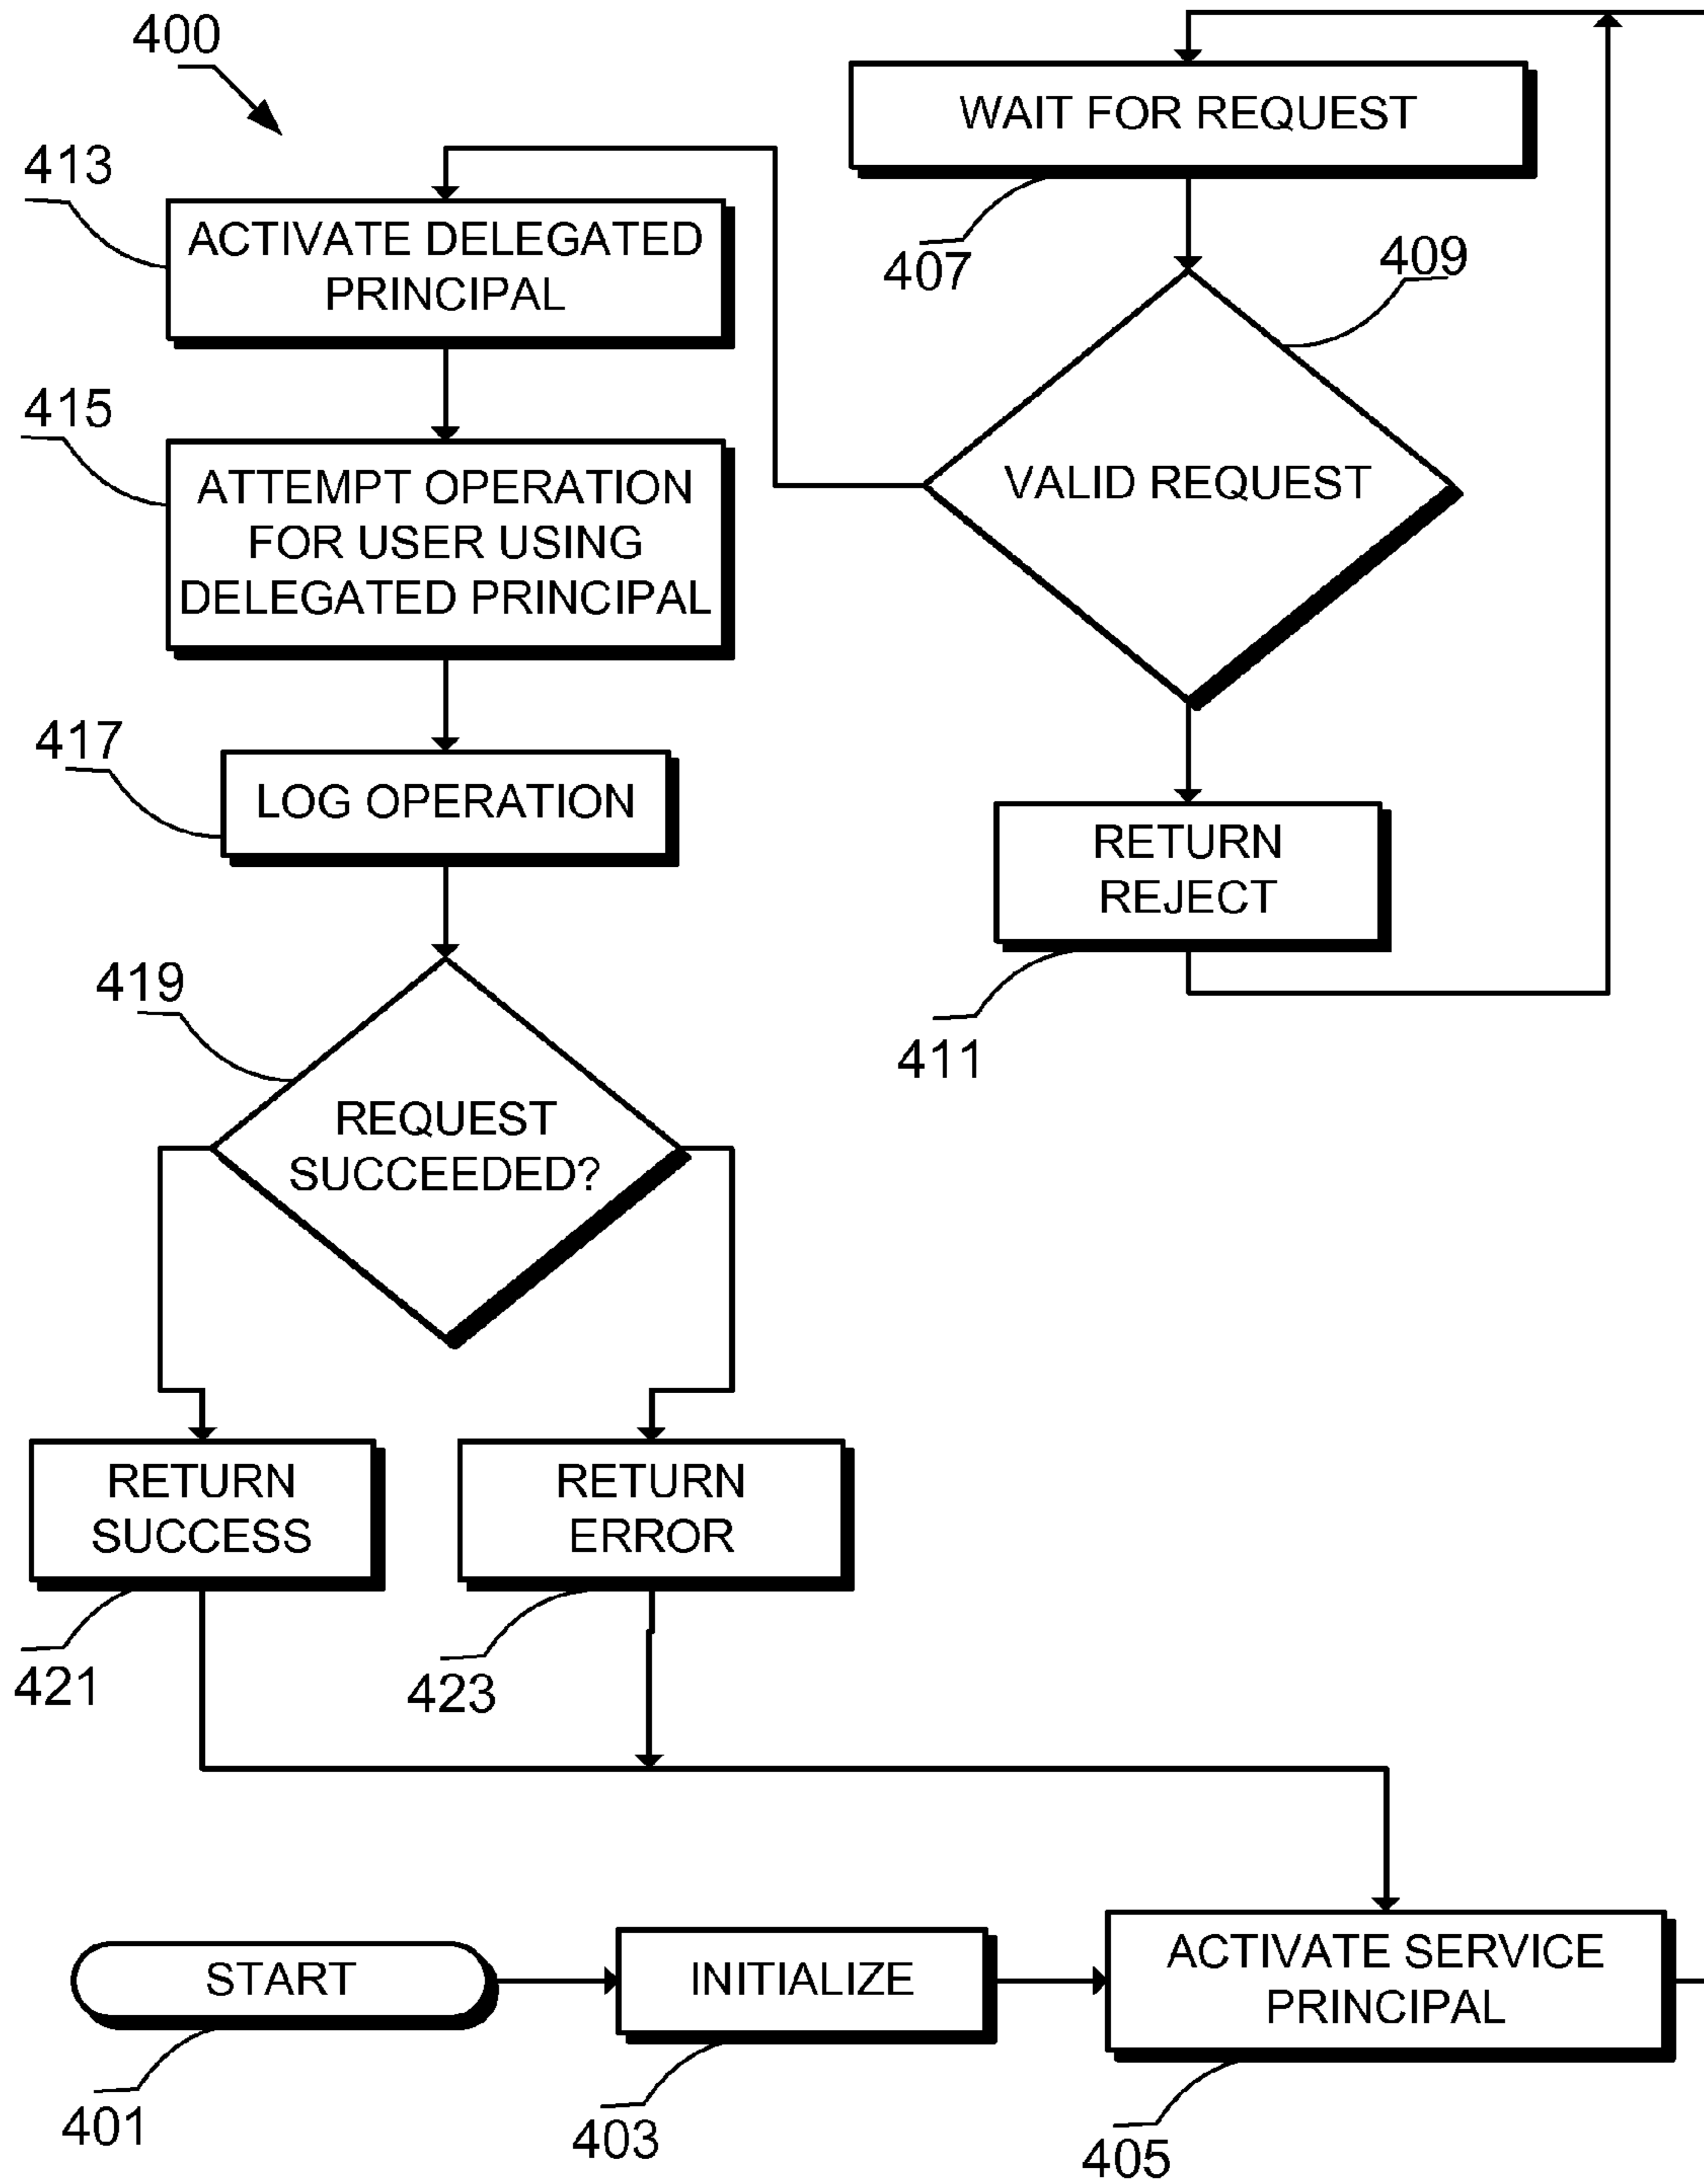 400
WAIT FOR REQUEST
407
413
ACTIVATE DELEGATED
PRINCIPAL
409
VALID REQUEST
415
ATTEMPT OPERATION
FOR USER USING
DELEGATED PRINCIPAL
417
LOG OPERATION
RETURN
REJECT
411
419
REQUEST
SUCCEEDED?
RETURN
SUCCESS
421
RETURN
ERROR
423
START
401
INITIALIZE
403
ACTIVATE SERVICE
PRINCIPAL
405